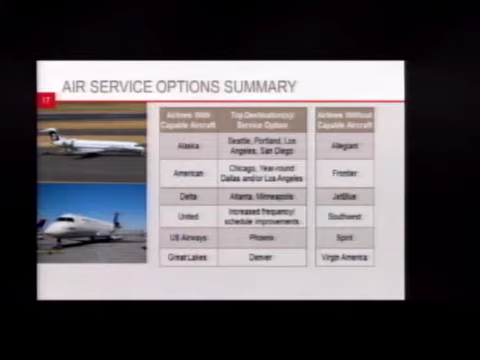 AIR SERVICE OPTIONS SUMMARY
17
Airlines With
Capable Aircraft
Top Destination(s)/
Service Option
Airlines Without
Capable Aircraft
Alaska
Seattle, Portland, Los
Angeles, San Diego
Allegiant
American
Chicago, Year-round
Dallas and/or Los Angeles
Frontier
Delta
Atlanta, Minneapolis
JetBlue
United
Increased frequency/
schedule improvements
Southwest
US Airways
Phoenix
Spirit
Great Lakes
Denver
Virgin America